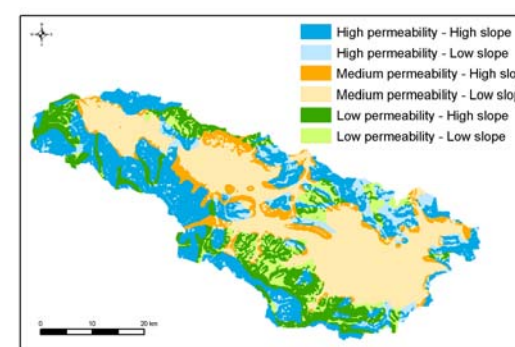 High permeability - High slope
High permeability - Low slope
Medium permeability - High slo
Medium permeability - Low slop
Low permeability - High slope
Low permeability - Low slope
0 10 20 km